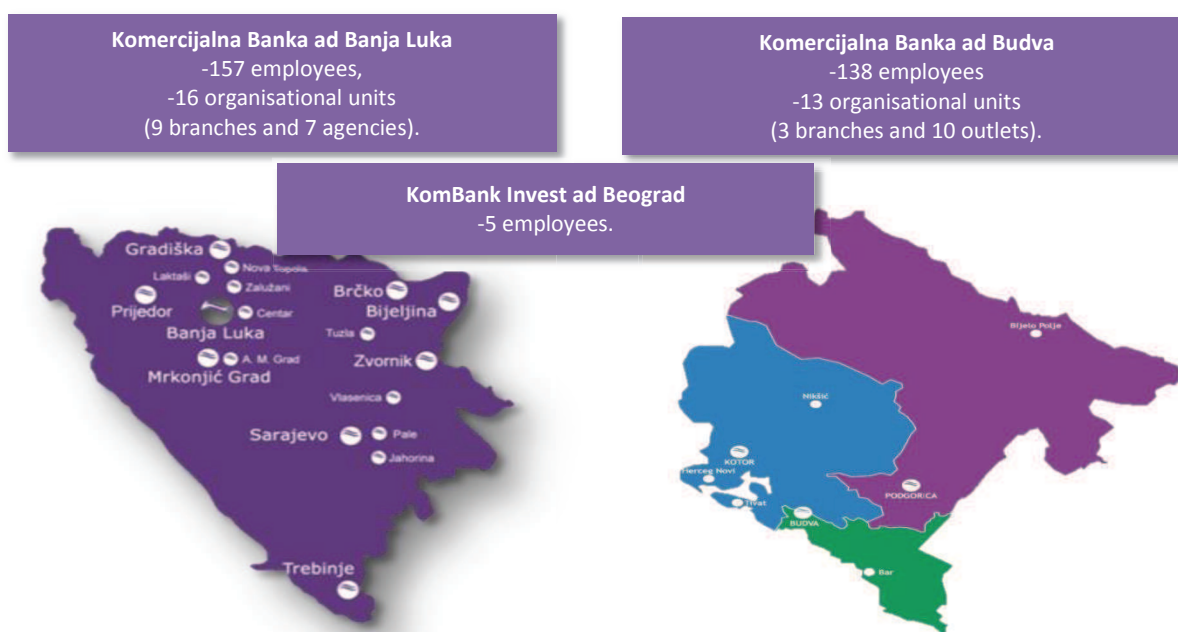 Komercijalna Banka ad Banja Luka
-157 employees,
-16 organisational units
(9 branches and 7 agencies).
Komercijalna Banka ad Budva
-138 employees
-13 organisational units
(3 branches and 10 outlets).
KomBank Invest ad Beograd
-5 employees.
Gradiška
Nova Topola
Laktaši
Zalužani
Prijedor
Centar
Banja Luka
Brčko
Bijeljina
Tuzla
A. M. Grad
Mrkonjić Grad
Zvornik
Vlasenica
Sarajevo
Pale
Jahorina
Trebinje
Bijelo Polje
Nikšić
KOTOR
Herceg Novi
Tivat
PODGORICA
BUDVA
Bar